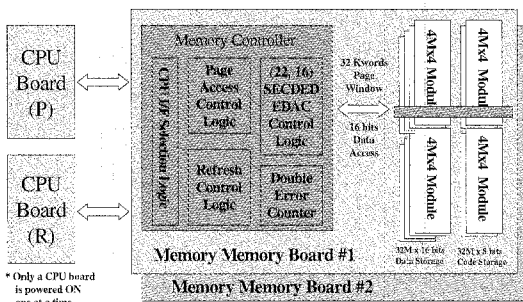 CPU
Board
(P)
CPU
Board
(R)
* Only a CPU board
is powered ON
one at a time
Memory Controller
CPU I/F Selection Logic
Page
Access
Control
Logic
(22, 16)
SECDED
EDAC
Control
Logic
Refresh
Control
Logic
Double
Error
Counter
32 Kwords
Page
Window
16 bits
Data
Access
4Mx4 Modul
4Mx4 Modul
4Mx4 Module
4Mx4 Module
32M x 16 bits
Data Storage
32M x 8 bits
Code Storage
Memory Memory Board #1
Memory Memory Board #2